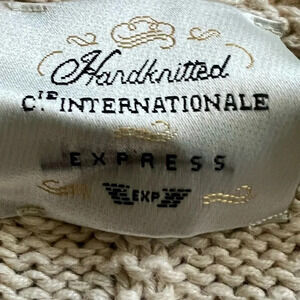 Handknitted
CIE INTERNATIONALE
EXPRESS
EXP